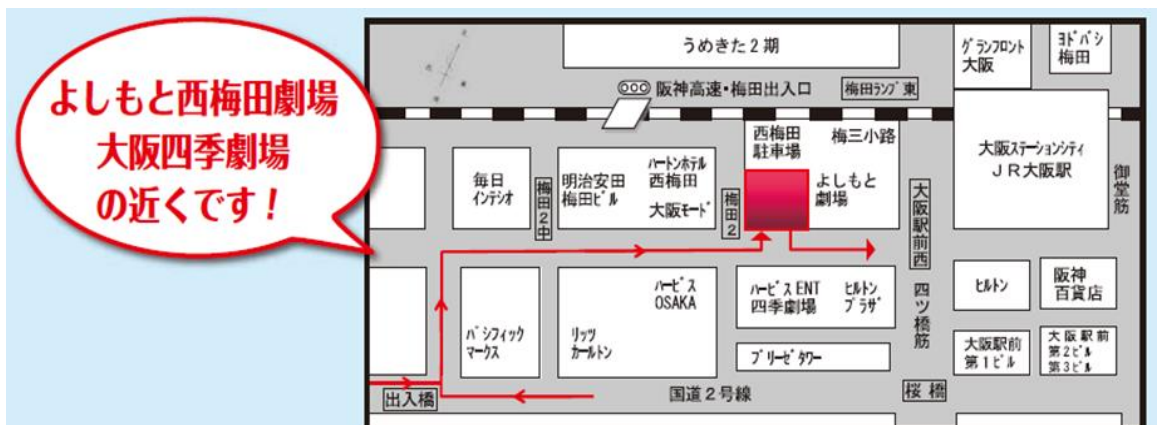 よしもと西梅田劇場
大阪四季劇場
の近くです!
うめきた2期
グランフロント
大阪
ヨドバシ
梅田
阪神高速・梅田出入口
梅田ランプ東
西梅田
駐車場
梅三小路
大阪ステーションシティ
JR大阪駅
御堂筋
毎日
インテシオ
梅田2中
明治安田
梅田ビル
ハートンホテル
西梅田
大阪モード
梅田2
よしもと
劇場
大阪駅前西
四ツ橋筋
パシフィック
マークス
ハービス
OSAKA
リッツ
カールトン
ハービスENT
四季劇場
ヒルトン
プラザ
ブリーゼタワー
ヒルトン
阪神
百貨店
大阪駅前
第1ビル
大阪駅前
第2ビル
第3ビル
出入橋
国道2号線
桜橋